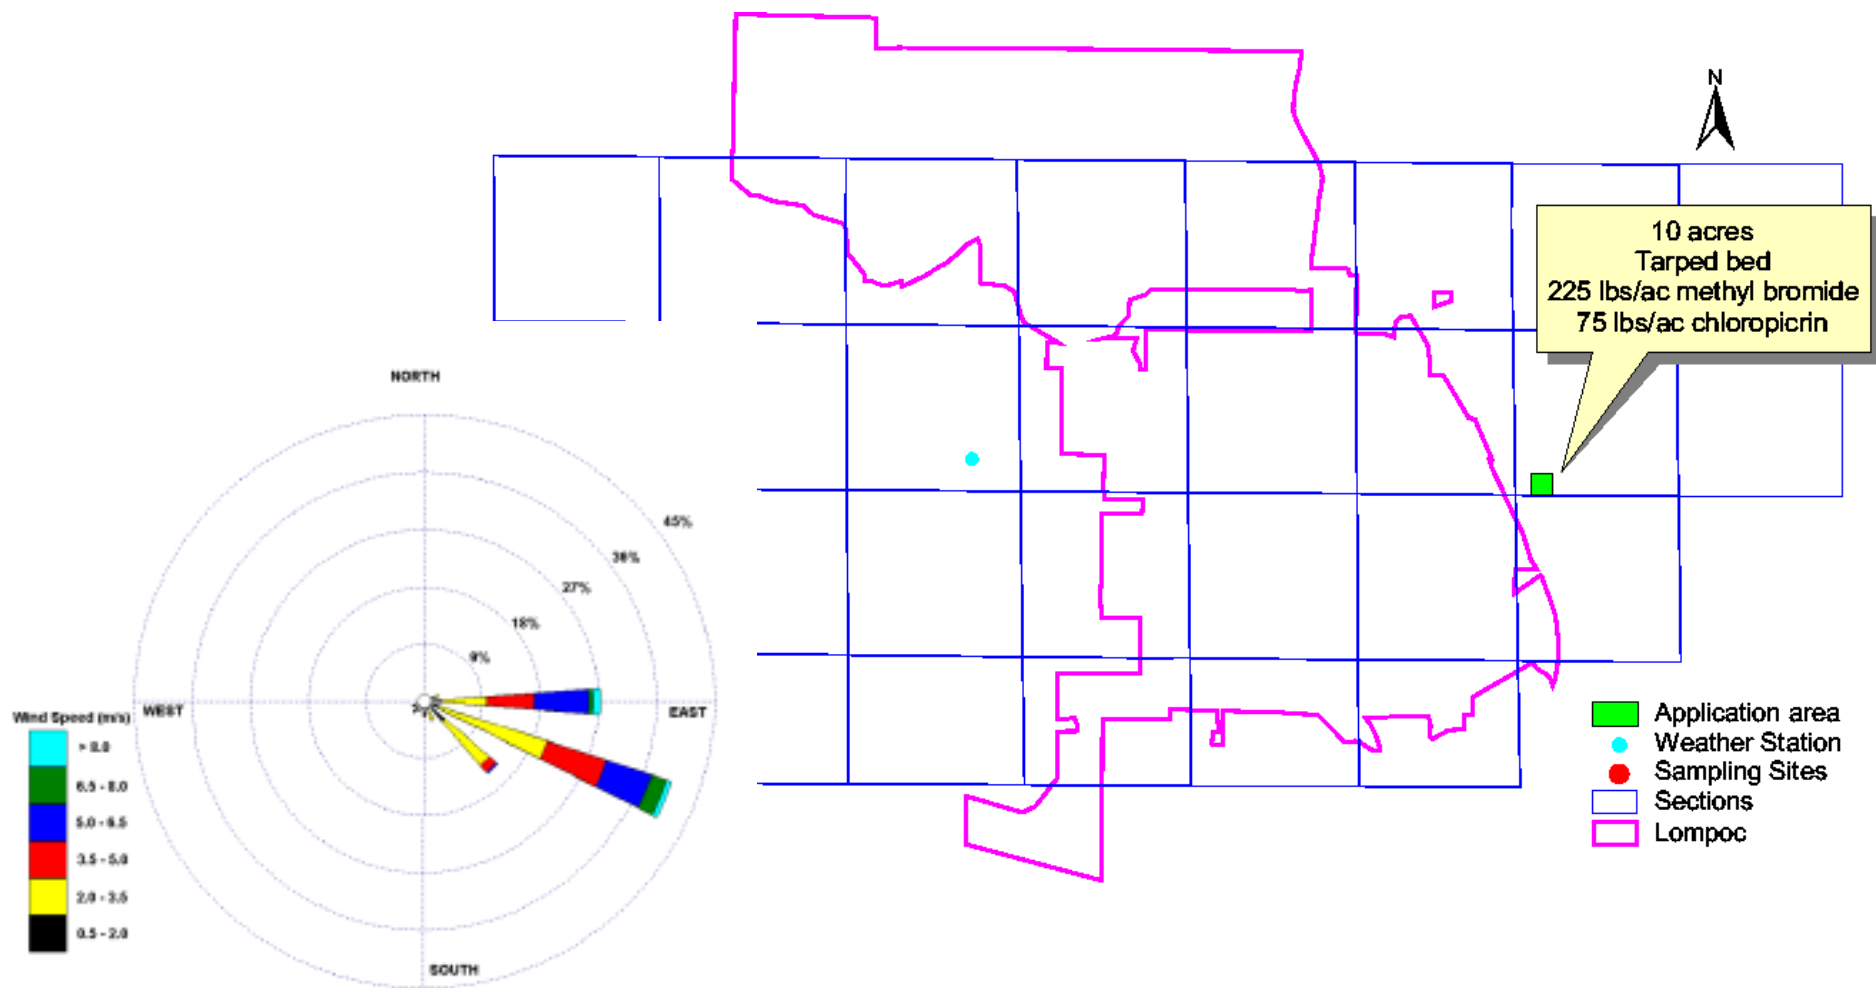 N
10 acres
Tarped bed
225 lbs/ac methyl bromide
75 lbs/ac chloropicrin
NORTH
45%
36%
27%
18%
9%
WEST
EAST
SOUTH
Wind Speed (m/s)
> 8.0
6.5 - 8.0
5.0 - 6.5
3.5 - 5.0
2.0 - 3.5
0.5 - 2.0
Application area
Weather Station
Sampling Sites
Sections
Lompoc